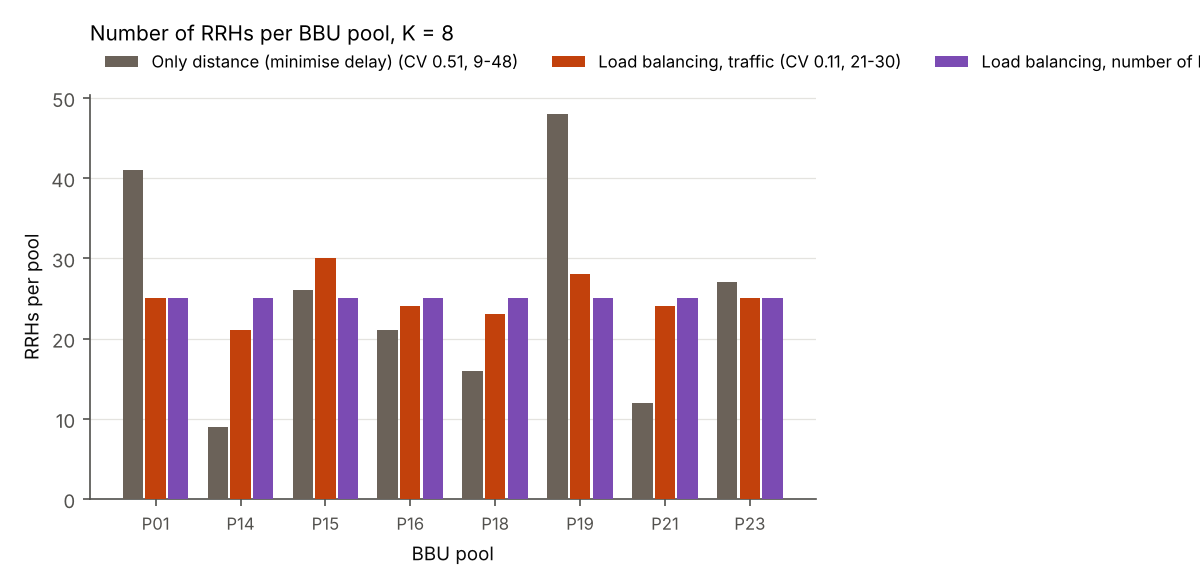 Number of RRHs per BBU pool, K = 8
Only distance (minimise delay) (CV 0.51, 9-48) Load balancing, traffic (CV 0.11, 21-30) Load balancing, number of
50
40
30
20
10
0
RRHs per pool
P01 P14 P15 P16 P18 P19 P21 P23
BBU pool